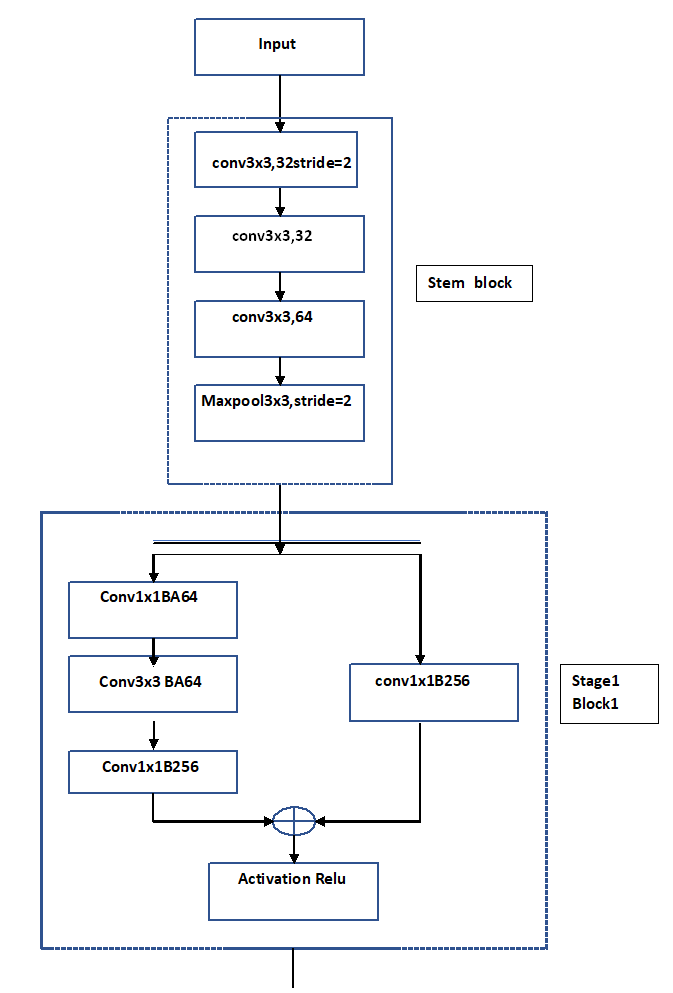 Input
conv3x3,32stride=2
conv3x3,32
Stem block
conv3x3,64
Maxpool3x3,stride=2
Conv1x1BA64
Conv3x3 BA64
conv1x1B256
Stage1
Block1
Conv1x1B256
Activation Relu